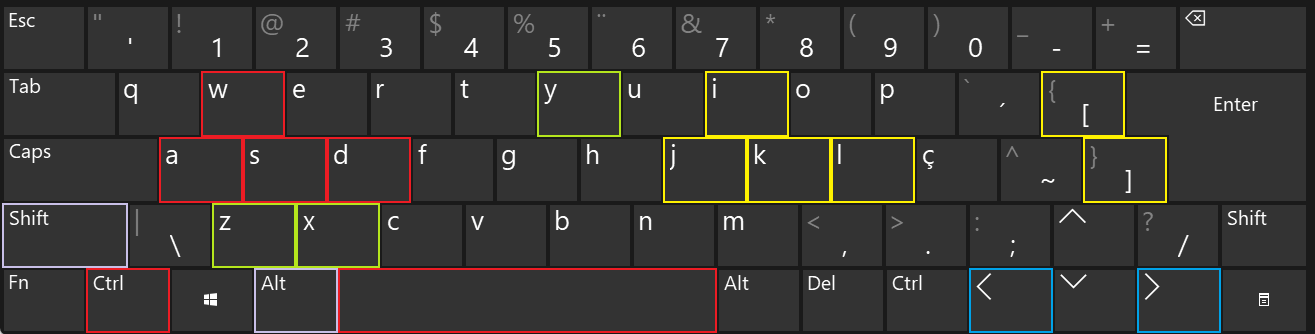 Esc " ' ! 1 @ 2 # 3 $ 4 % 5 ¨ 6 & 7 * 8 ( 9 ) 0 _ - + =
Tab q w e r t y u i o p ` ´ { [ Enter
Caps a s d f g h j k l ç ^ ~ } ]
Shift | \ z x c v b n m < , > . : ; ? / Shift
Fn Ctrl Alt Alt Del Ctrl